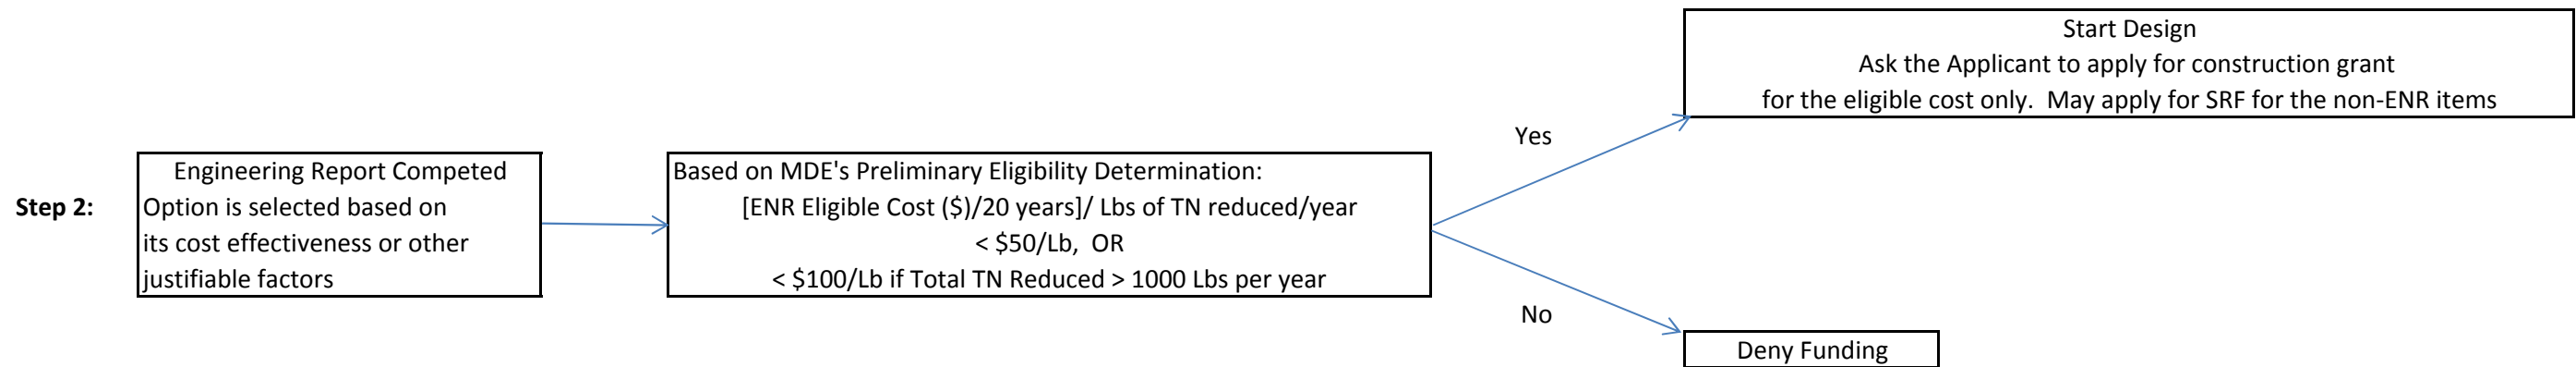 Start Design
Ask the Applicant to apply for construction grant
for the eligible cost only.  May apply for SRF for the non-ENR items
Yes
Step 2:
Engineering Report Competed
Option is selected based on
its cost effectiveness or other
justifiable factors
Based on MDE's Preliminary Eligibility Determination:
[ENR Eligible Cost ($)/20 years]/ Lbs of TN reduced/year
< $50/Lb,  OR
< $100/Lb if Total TN Reduced > 1000 Lbs per year
No
Deny Funding